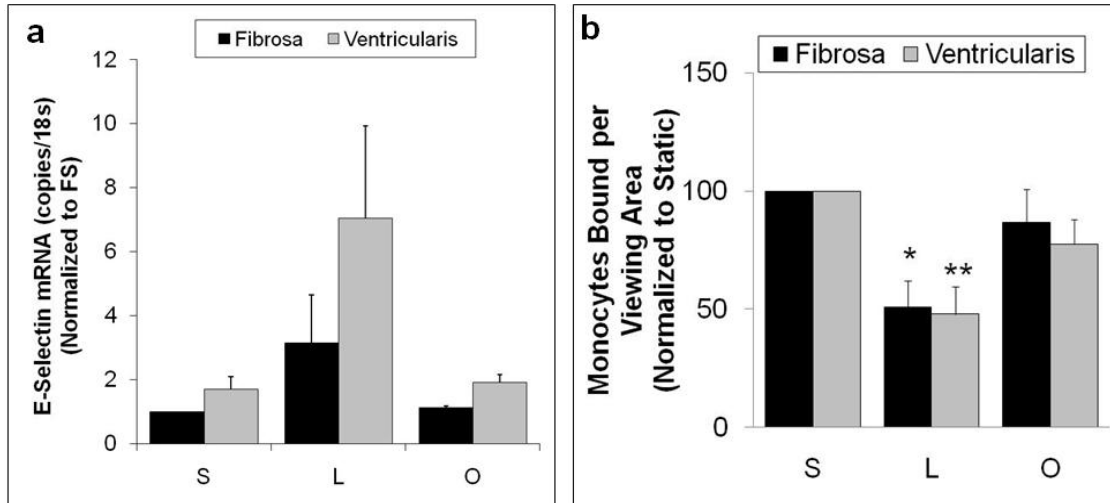 a
Fibrosa Ventricularis
E-Selectin mRNA (copies/18s)
(Normalized to FS)
12
10
8
6
4
2
0
S L O
b
Fibrosa Ventricularis
Monocytes Bound per
Viewing Area
(Normalized to Static)
150
100
50
0
* **
S L O